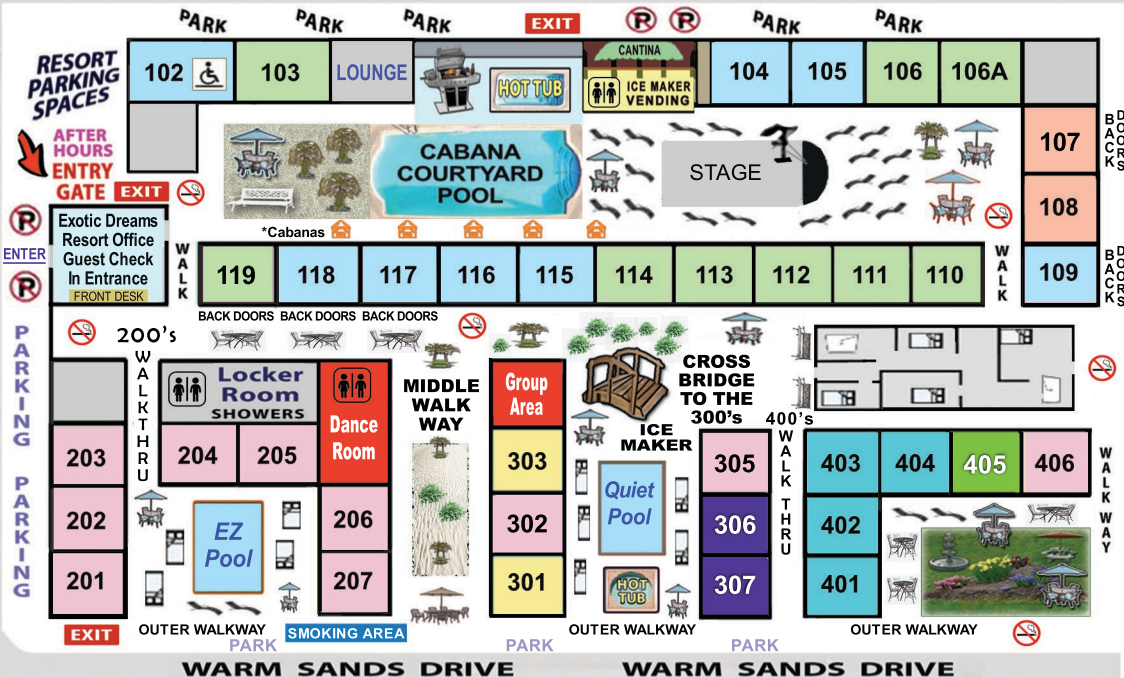 PARK
PARK
PARK
EXIT
P
P
PARK
PARK
RESORT
PARKING
SPACES
102
103
LOUNGE
HOT TUB
CANTINA
ICE MAKER
VENDING
104
105
106
106A
AFTER
HOURS
ENTRY
GATE
EXIT
CABANA
COURTYARD
POOL
STAGE
107
BACK
DOORS
108
P
ENTER
P
Exotic Dreams
Resort Office
Guest Check
In Entrance
FRONT DESK
*Cabanas
WALK
119
118
117
116
115
114
113
112
111
110
WALK
109
BACK
DOORS
BACK DOORS
BACK DOORS
BACK DOORS
PARKING
PARKING
200's
WALKTHRU
Locker
Room
SHOWERS
Dance
Room
203
204
205
202
201
EZ
Pool
206
207
MIDDLE
WALK
WAY
Group
Area
303
302
301
CROSS
BRIDGE
TO THE
300's
ICE
MAKER
Quiet
Pool
HOT
TUB
305
306
307
400's
WALK THRU
403
404
405
406
402
401
WALK WAY
EXIT
OUTER WALKWAY
SMOKING AREA
OUTER WALKWAY
OUTER WALKWAY
PARK
PARK
PARK
WARM SANDS DRIVE
WARM SANDS DRIVE